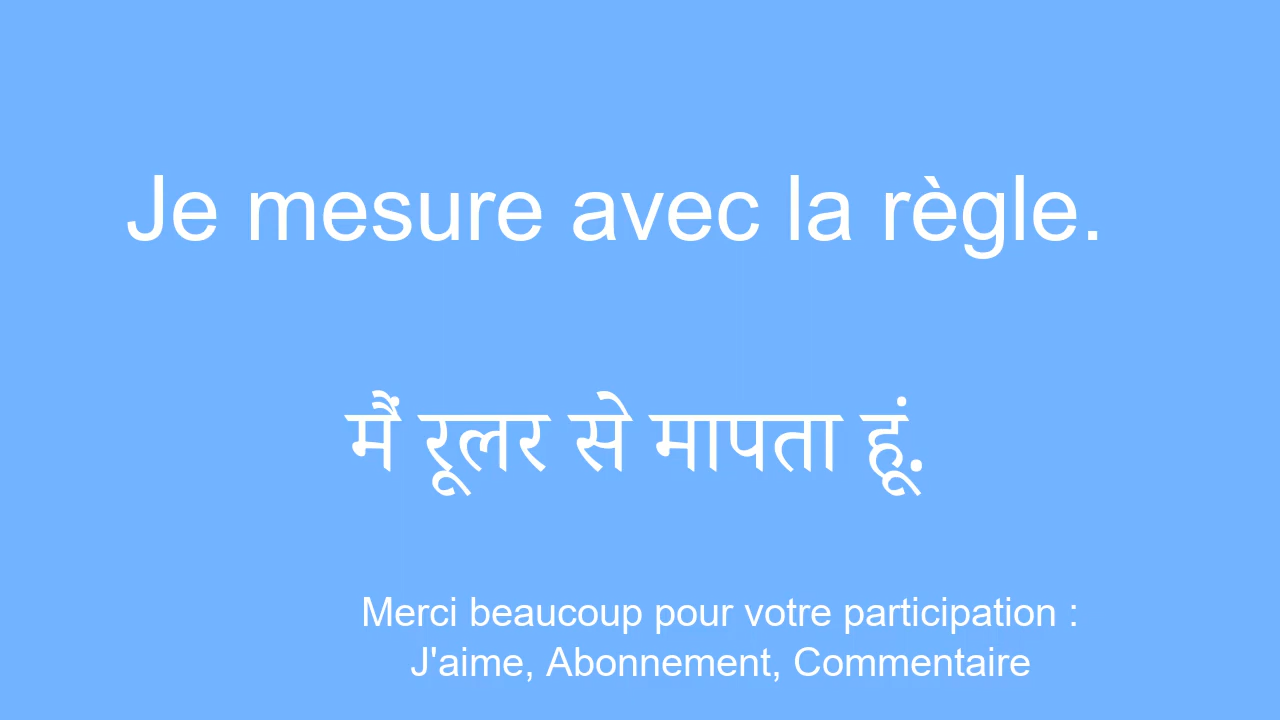 Je mesure avec la règle.
मैं रूलर से मापता हूं.
Merci beaucoup pour votre participation :
J'aime, Abonnement, Commentaire